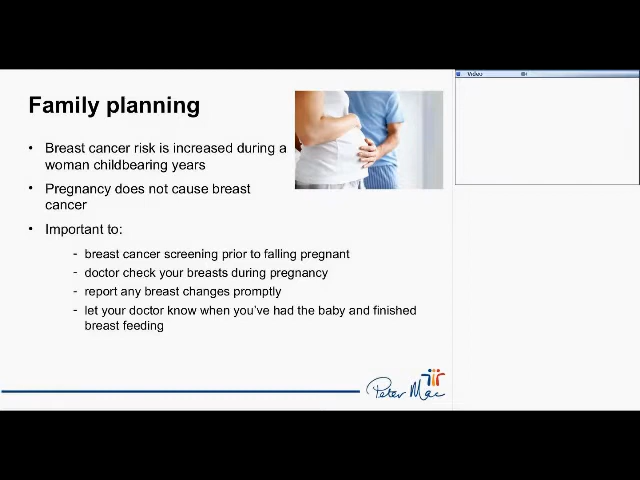 Video
Family planning
• Breast cancer risk is increased during a
woman childbearing years
• Pregnancy does not cause breast
cancer
• Important to:
- breast cancer screening prior to falling pregnant
- doctor check your breasts during pregnancy
- report any breast changes promptly
- let your doctor know when you've had the baby and finished
breast feeding
Peter Mac